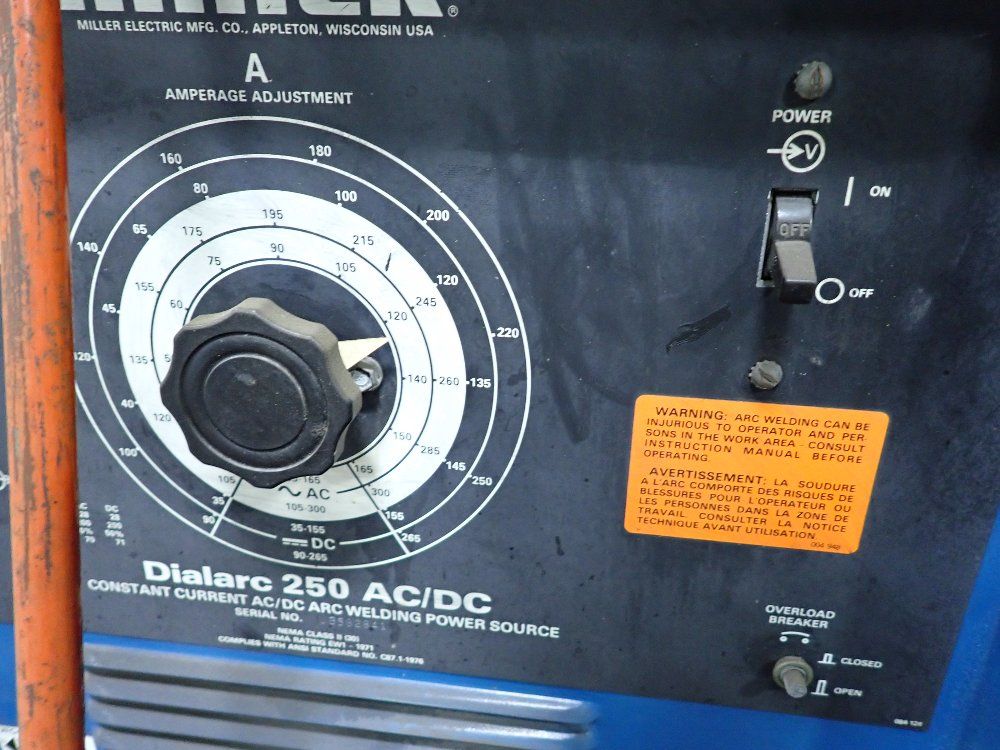 MILLER ELECTRIC MFG. CO., APPLETON, WISCONSIN USA
A
AMPERAGE ADJUSTMENT
POWER
V
ON
OFF
OFF
180
160
200
140
220
250
265
90
100
100
80
65
120
45
135
40
145
35
155
195
175
215
155
245
135
260
120
285
105
300
90
75
105
60
120
140
150
165
AC
105-300
35-155
DC
90-265
Dialarc 250 AC/DC
CONSTANT CURRENT AC/DC ARC WELDING POWER SOURCE
SERIAL NO.
NEMA CLASS II (30)
NEMA RATING EW1 - 1971
COMPLIES WITH ANSI STANDARD NO. C87.1-1976
WARNING: ARC WELDING CAN BE
INJURIOUS TO OPERATOR AND PER-
SONS IN THE WORK AREA - CONSULT
INSTRUCTION MANUAL BEFORE
OPERATING.
AVERTISSEMENT: LA SOUDURE
A L'ARC COMPORTE DES RISQUES DE
BLESSURES POUR L'OPERATEUR OU
LES PERSONNES DANS LA ZONE DE
TRAVAIL CONSULTER LA NOTICE
TECHNIQUE AVANT UTILISATION
OVERLOAD
BREAKER
CLOSED
OPEN